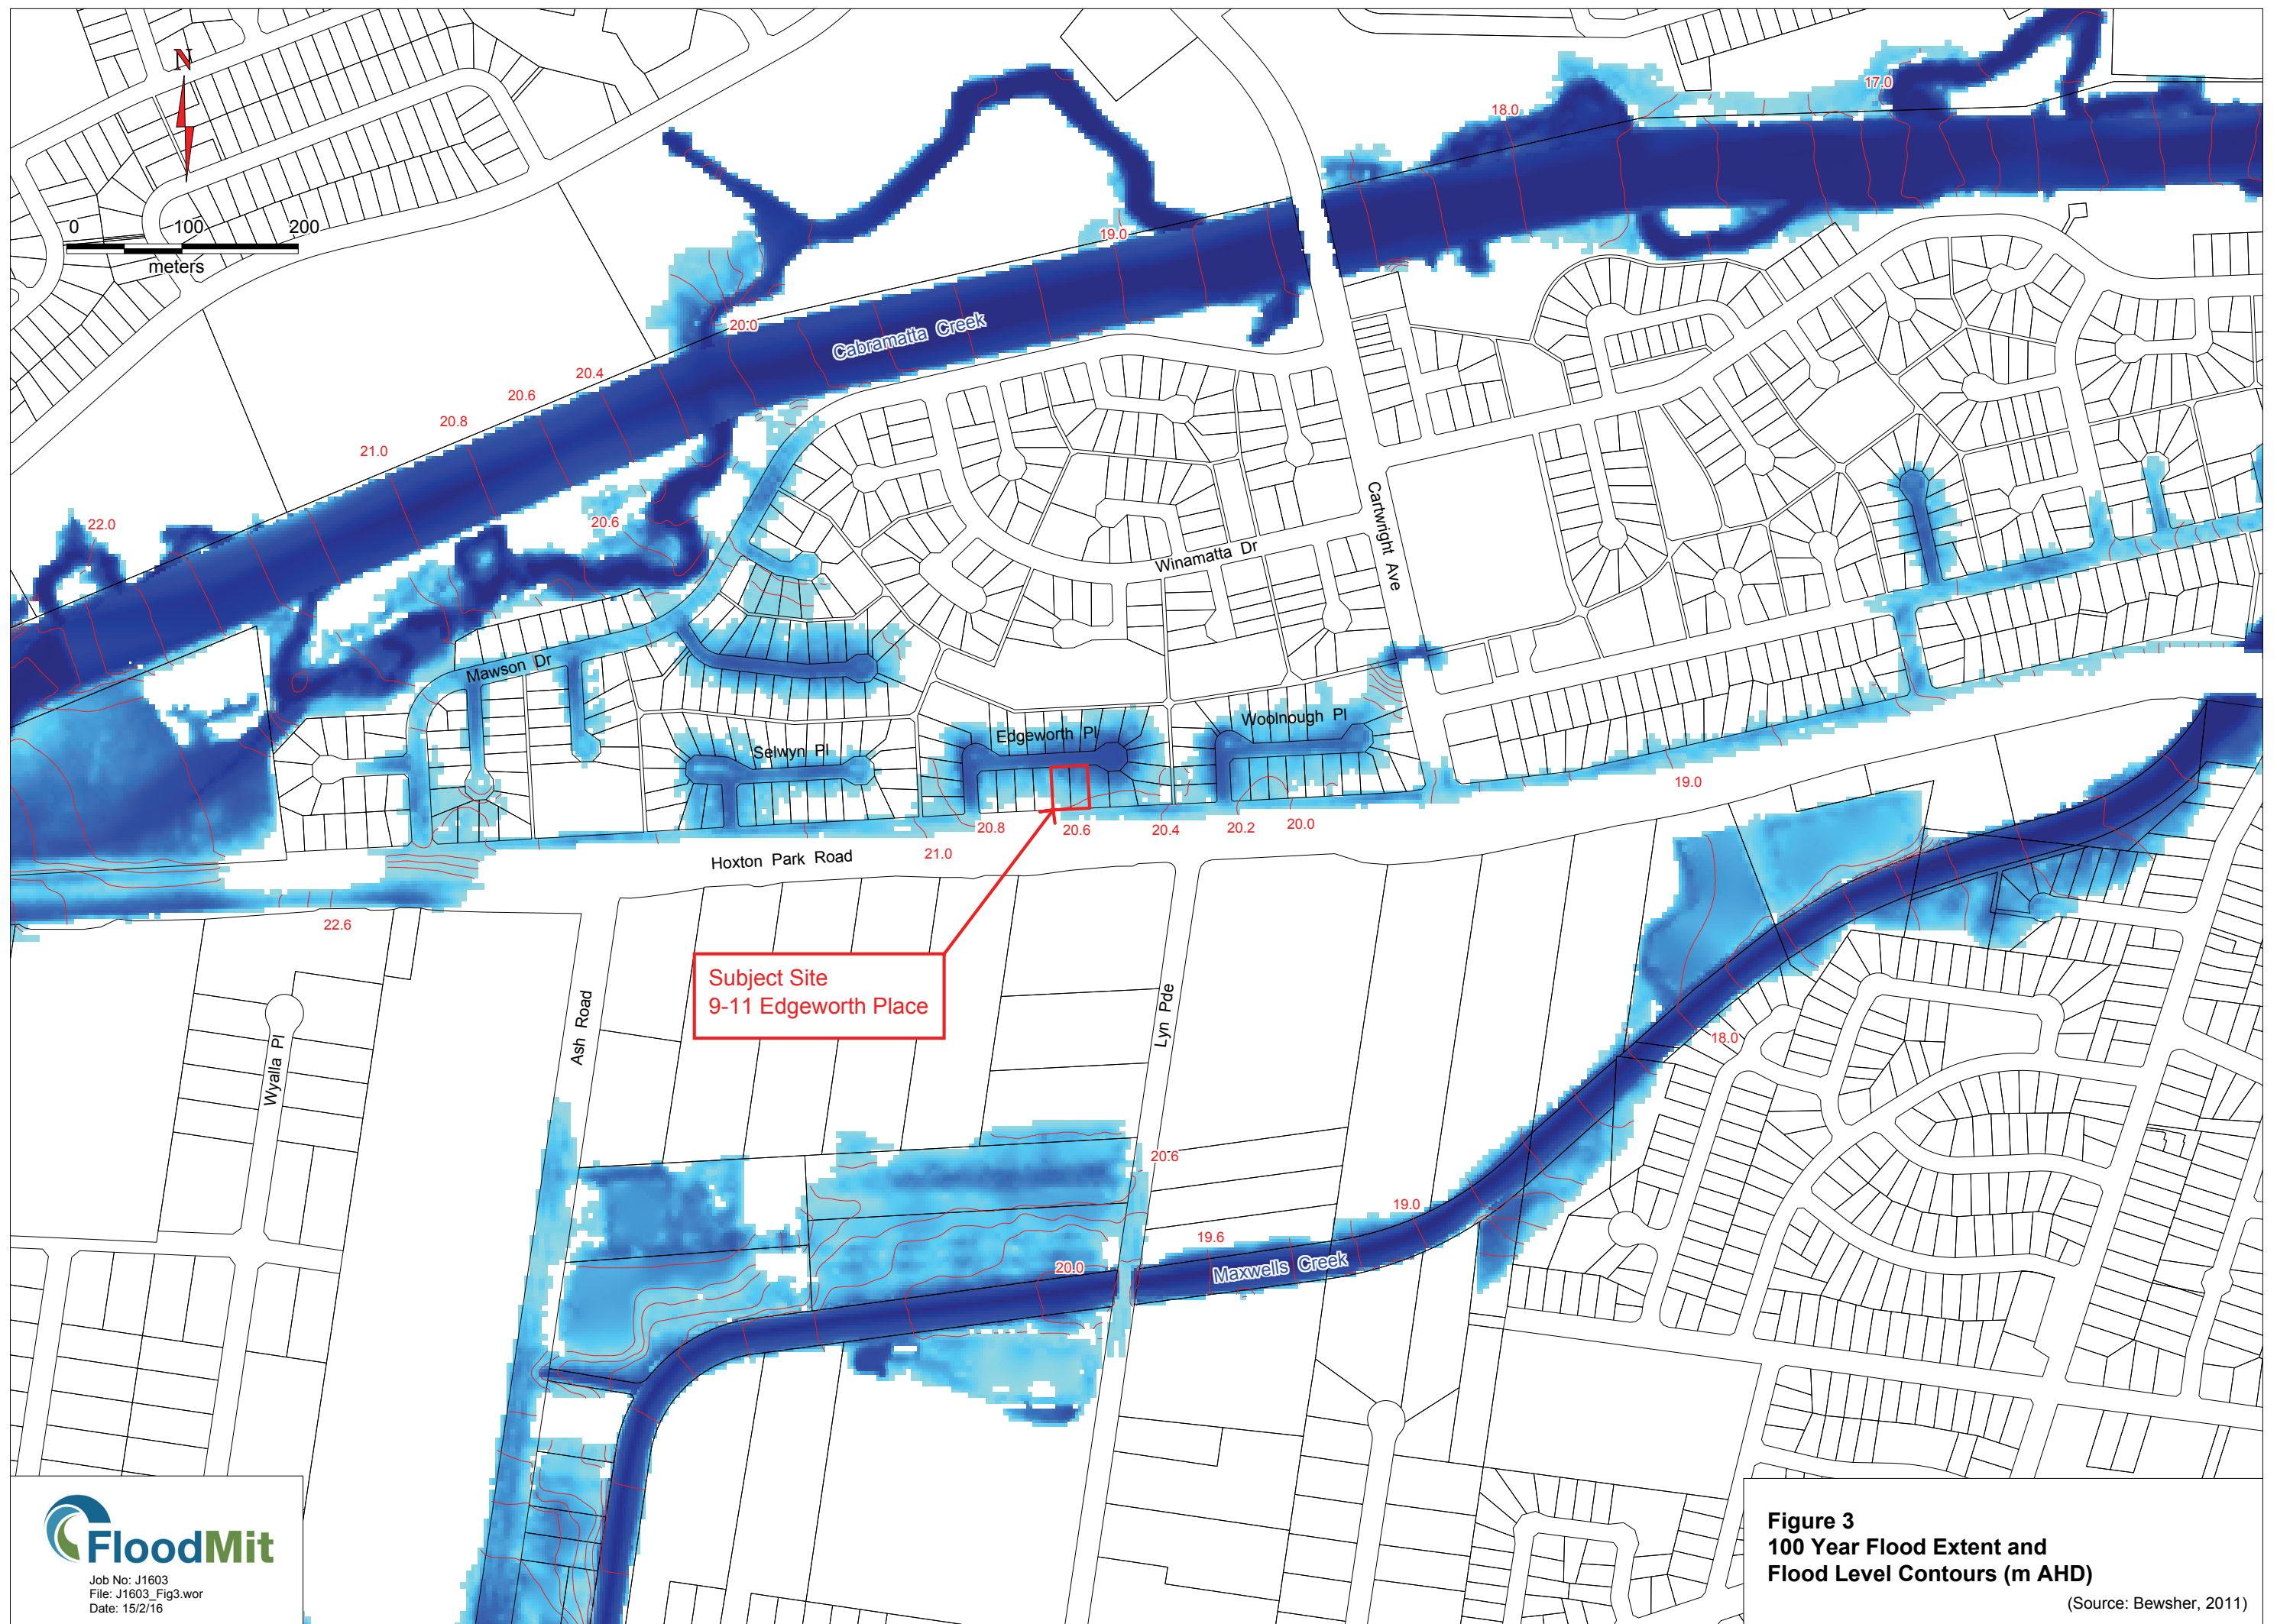 N
0 100 200
meters
17.0
18.0
19.0
20.0
Cabramatta Creek
20.4
20.6
20.8
21.0
22.0
20.6
Cartwright Ave
Winamatta Dr
Mawson Dr
Woolnough Pl
Edgeworth Pl
Selwyn Pl
19.0
20.8
20.6
20.4
20.2
20.0
21.0
Hoxton Park Road
22.6
Subject Site
9-11 Edgeworth Place
Ash Road
Lyn Pde
Wyalla Pl
18.0
20.6
19.0
19.6
20.0
Maxwells Creek
FloodMit
Job No: J1603
File: J1603_Fig3.wor
Date: 15/2/16
Figure 3
100 Year Flood Extent and
Flood Level Contours (m AHD)
(Source: Bewsher, 2011)